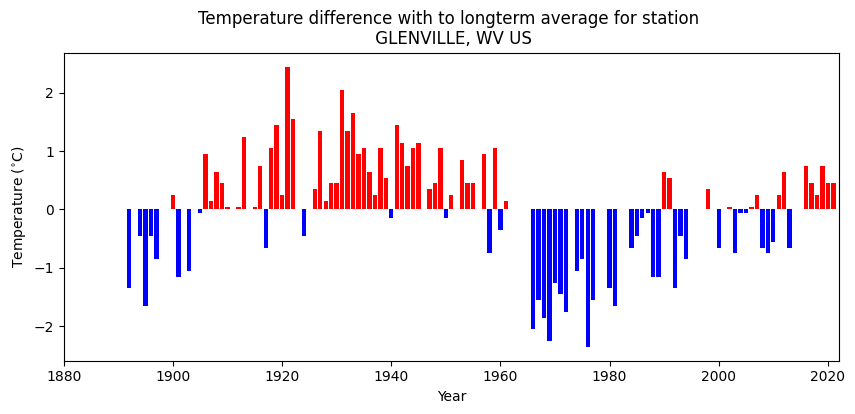 Temperature difference with to longterm average for station
GLENVILLE, WV US
Temperature (°C)
2
1
0
−1
−2
1880 1900 1920 1940 1960 1980 2000 2020
Year